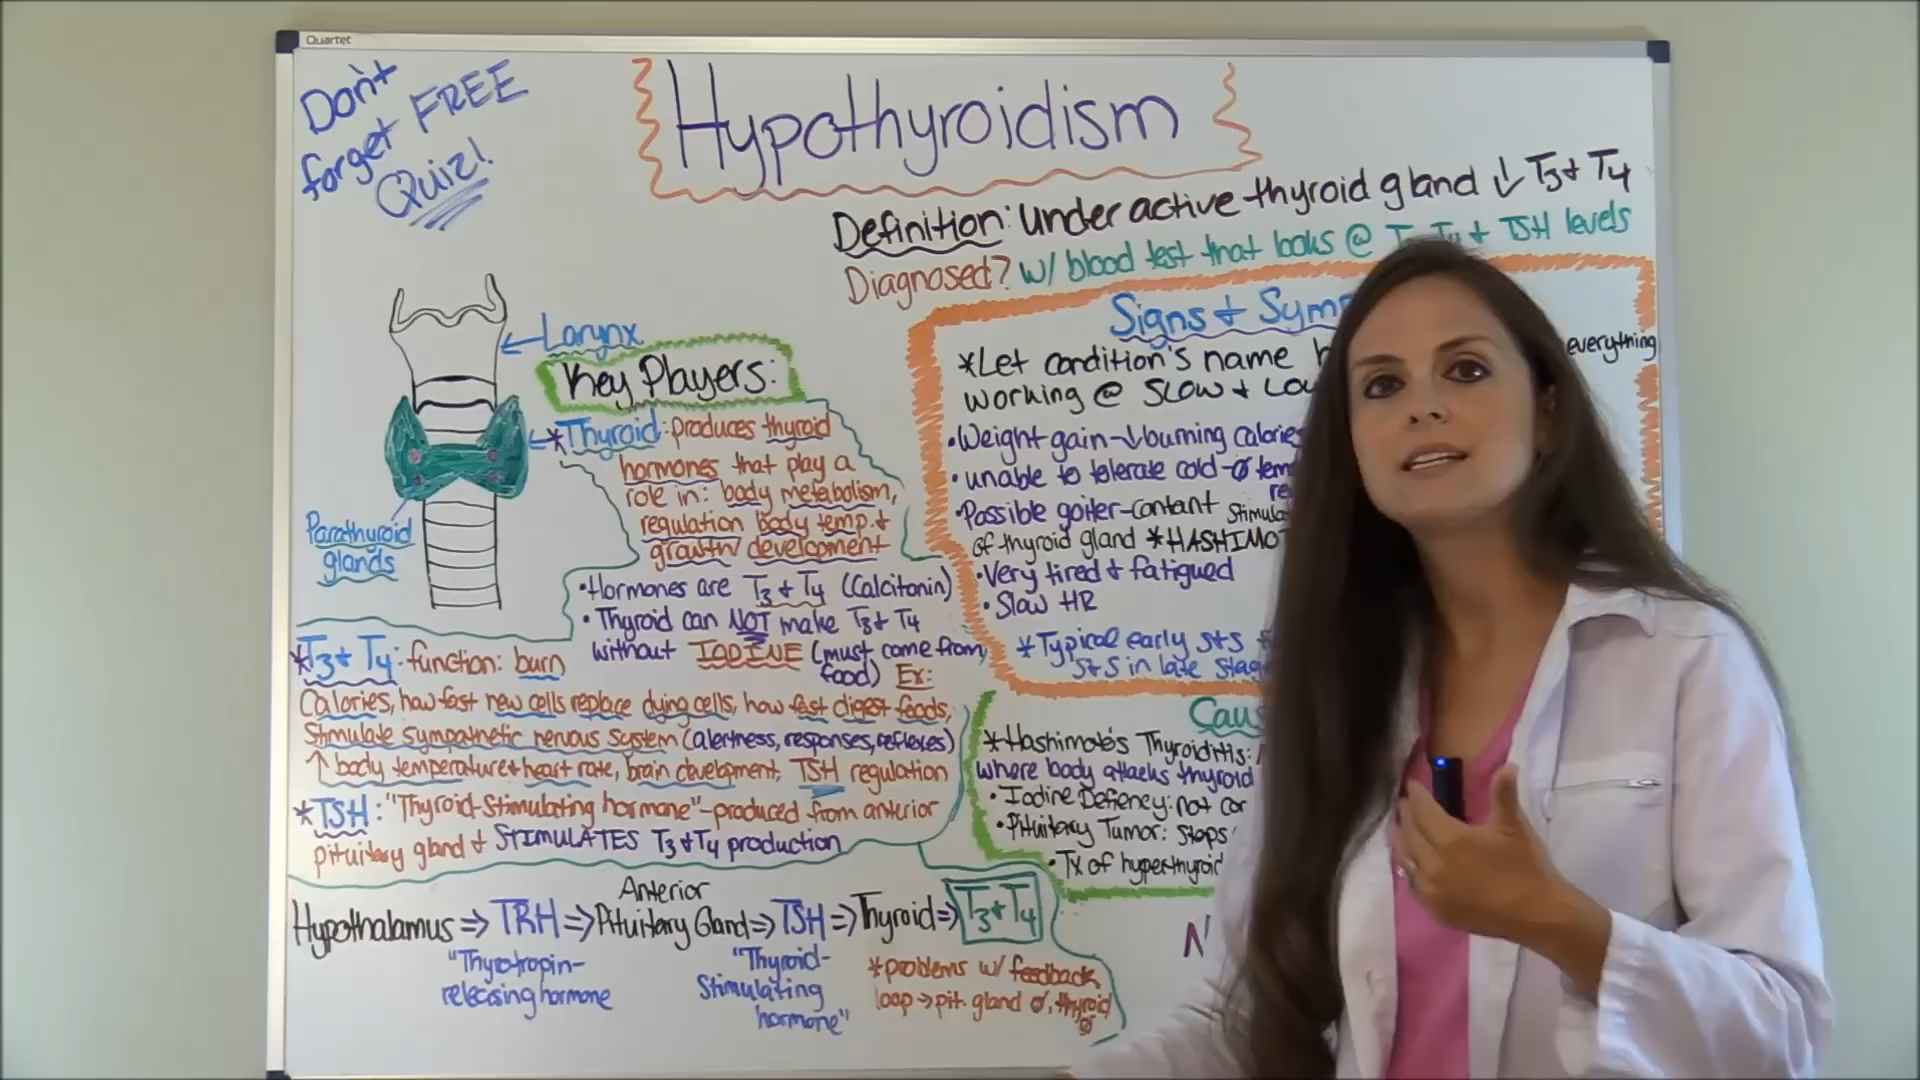 Quartet
Don't
forget FREE
Quiz!
Hypothyroidism
Definition: under active thyroid gland ↓ T3 + T4
Diagnosed? w/ blood test that looks @ T4 + TSH levels
Larynx
Parathyroid
glands
Key Players:
*Thyroid: produces thyroid
hormones that play a
role in: body metabolism,
regulation body temp. +
growth/development
• Hormones are T3 + T4 (Calcitonin)
• Thyroid can NOT make T3 + T4
without IODINE (must come from
food) Ex:
*T3 + T4: function: burn
Calories, how fast new cells replace dying cells, how fast digest foods,
Stimulate sympathetic nervous system (alertness, responses, reflexes)
↑ body temperature + heart rate, brain development, TSH regulation
*TSH: "Thyroid-Stimulating hormone"-produced from anterior
pituitary gland + STIMULATES T3 + T4 production
Anterior
Hypothalamus => TRH => Pituitary Gland => TSH => Thyroid => T3 + T4
"Thyrotropin-
releasing hormone
"Thyroid-
Stimulating
hormone"
*problems w/ feedback
loop → pit. gland Ø, thyroid
Ø
Signs + Sym
*Let condition's name everything
working @ SLOW +
• Weight gain-↓ burning calories
• unable to tolerate cold-Ø
• Possible goiter-contant
of thyroid gland
• Very tired + fatigued
• Slow HR
*Typical early S+S
S+S in late
*Hashimoto's Thyroiditis:
where body attacks thyroid
• Iodine Defiency: not
• Pituitary Tumor: Stops
• Tx of